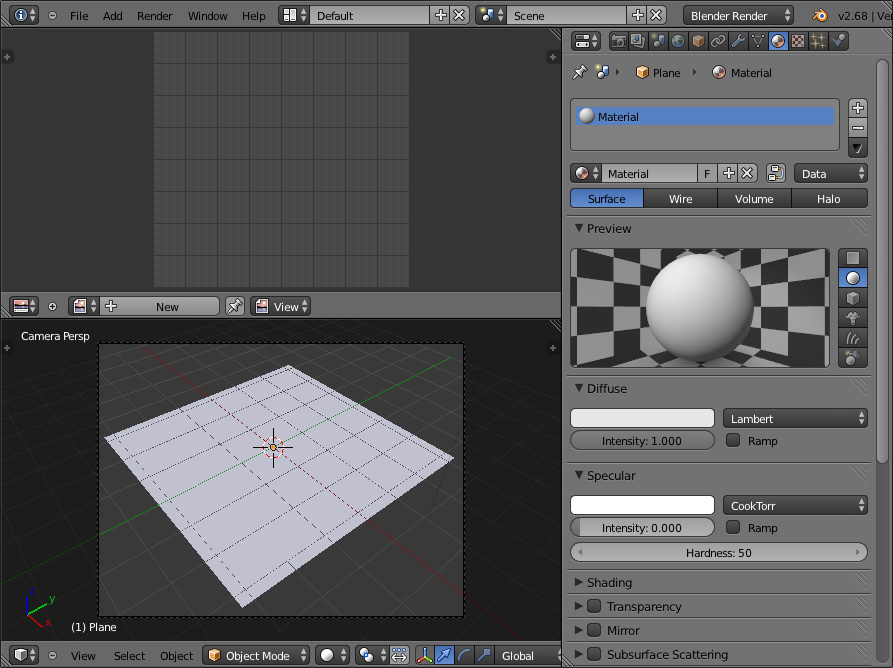 File Add Render Window Help Default Scene Blender Render v2.68 | Ve
Plane Material
Material
Material F Data
Surface Wire Volume Halo
Preview
New View
Camera Persp
Diffuse
Lambert
Intensity: 1.000 Ramp
Specular
CookTorr
Intensity: 0.000 Ramp
Hardness: 50
Shading
Transparency
Mirror
Subsurface Scattering
z
y
x
(1) Plane
View Select Object Object Mode Global